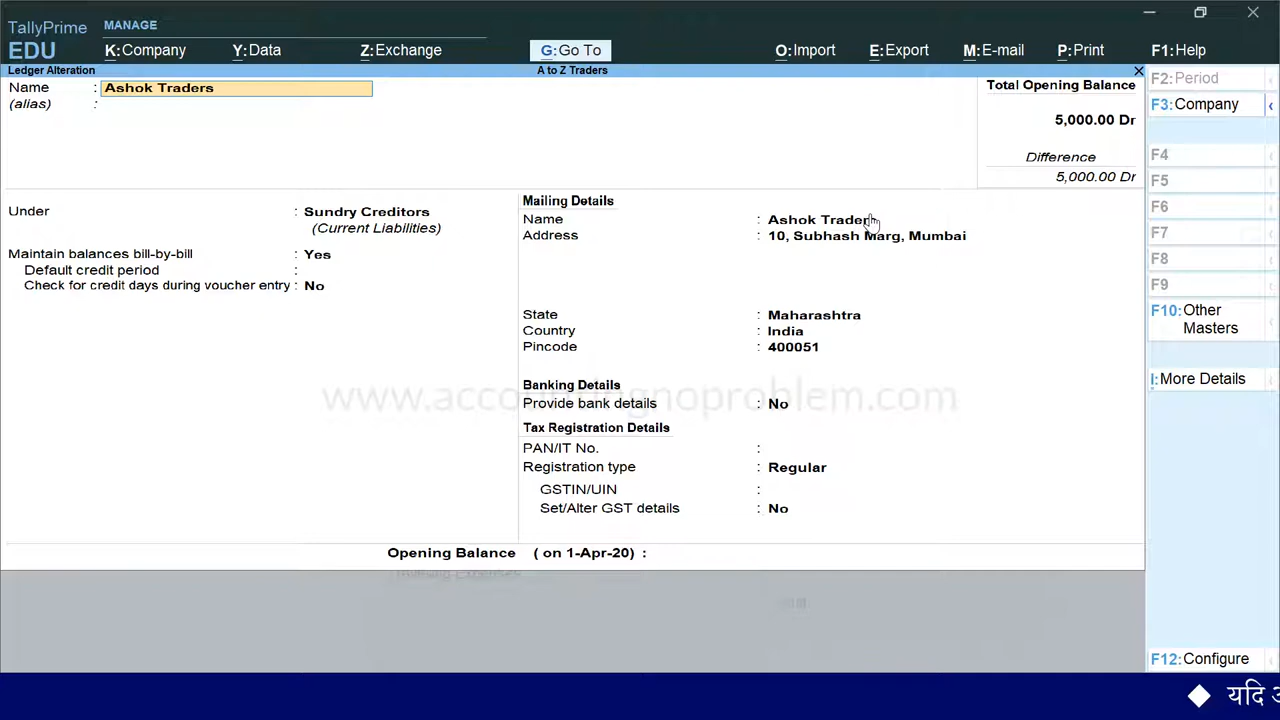 TallyPrime MANAGE
EDU K:Company Y:Data Z:Exchange G:Go To O:Import E:Export M:E-mail P:Print F1:Help
Ledger Alteration A to Z Traders
Name : Ashok Traders
(alias) :
Total Opening Balance
5,000.00 Dr
Difference
5,000.00 Dr
Under : Sundry Creditors
(Current Liabilities)
Maintain balances bill-by-bill : Yes
Default credit period :
Check for credit days during voucher entry : No
Mailing Details
Name : Ashok Traders
Address : 10, Subhash Marg, Mumbai
State : Maharashtra
Country : India
Pincode : 400051
Banking Details
Provide bank details : No
Tax Registration Details
PAN/IT No. :
Registration type : Regular
GSTIN/UIN :
Set/Alter GST details : No
Opening Balance ( on 1-Apr-20) :
www.accountingnoproblem.com
F2:Period
F3:Company
F4
F5
F6
F7
F8
F9
F10:Other
Masters
I:More Details
F12:Configure
◆ यदि